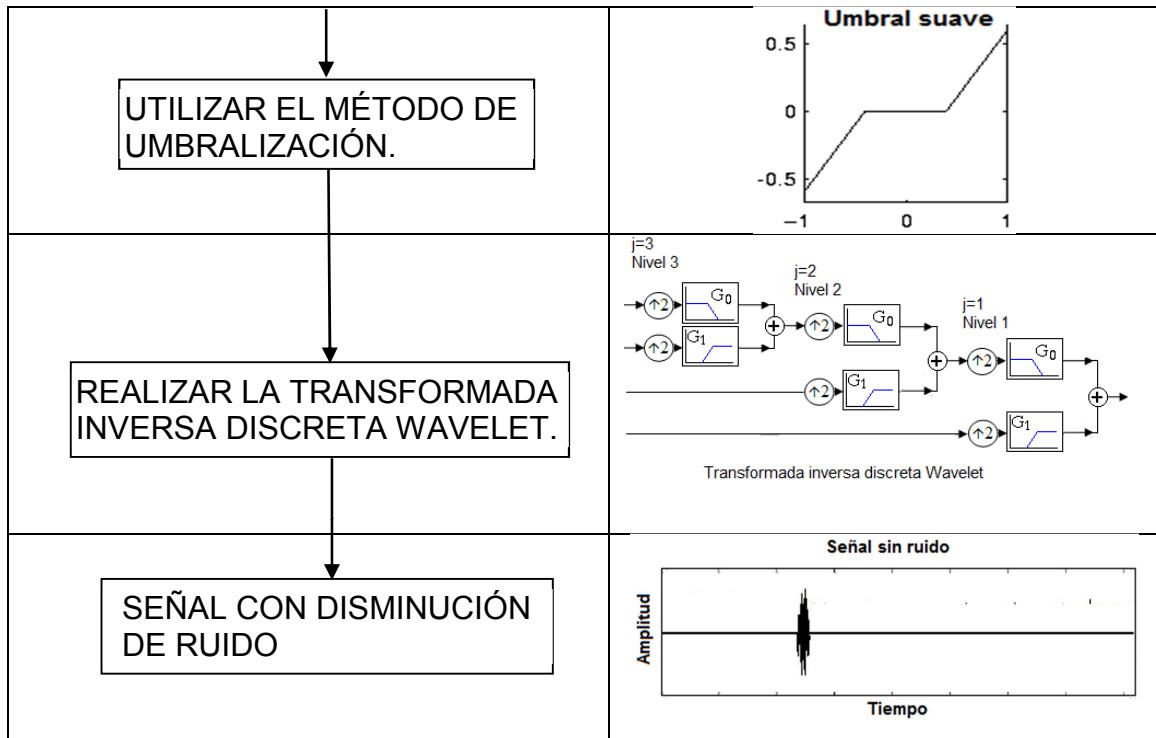 UTILIZAR EL MÉTODO DE
UMBRALIZACIÓN.
Umbral suave
0.5
0
-0.5
−1
0
1
REALIZAR LA TRANSFORMADA
INVERSA DISCRETA WAVELET.
j=3
Nivel 3
j=2
Nivel 2
j=1
Nivel 1
↑2
G0
+
↑2
G0
↑2
G1
+
↑2
G0
↑2
G1
+
↑2
G1
Transformada inversa discreta Wavelet
SEÑAL CON DISMINUCIÓN
DE RUIDO
Señal sin ruido
Amplitud
Tiempo